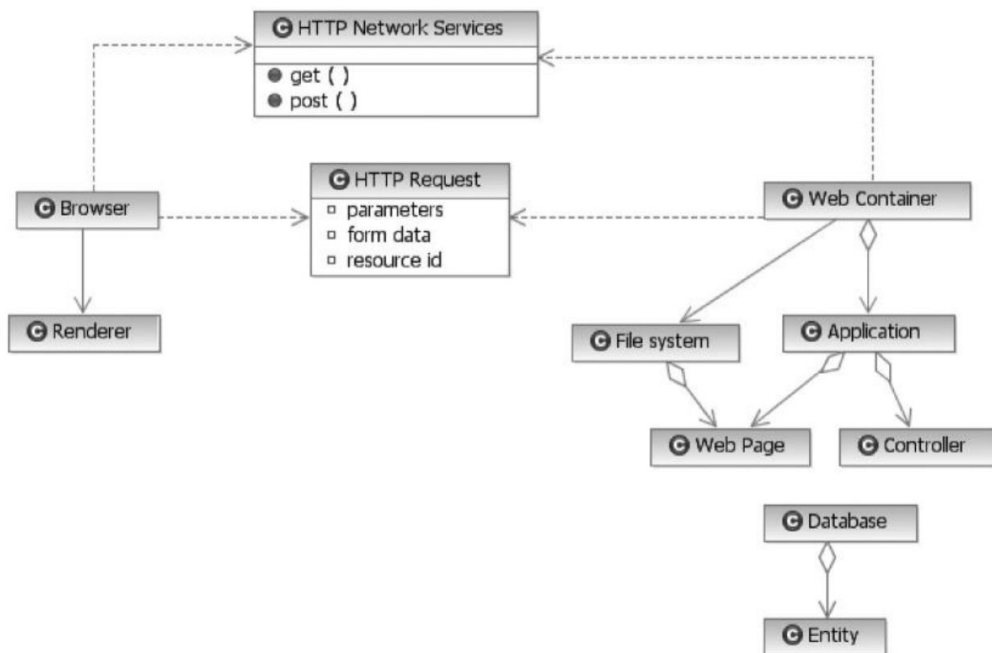 HTTP Network Services
get ( )
post ( )
HTTP Request
parameters
form data
resource id
Browser
Web Container
Renderer
File system
Application
Web Page
Controller
Database
Entity